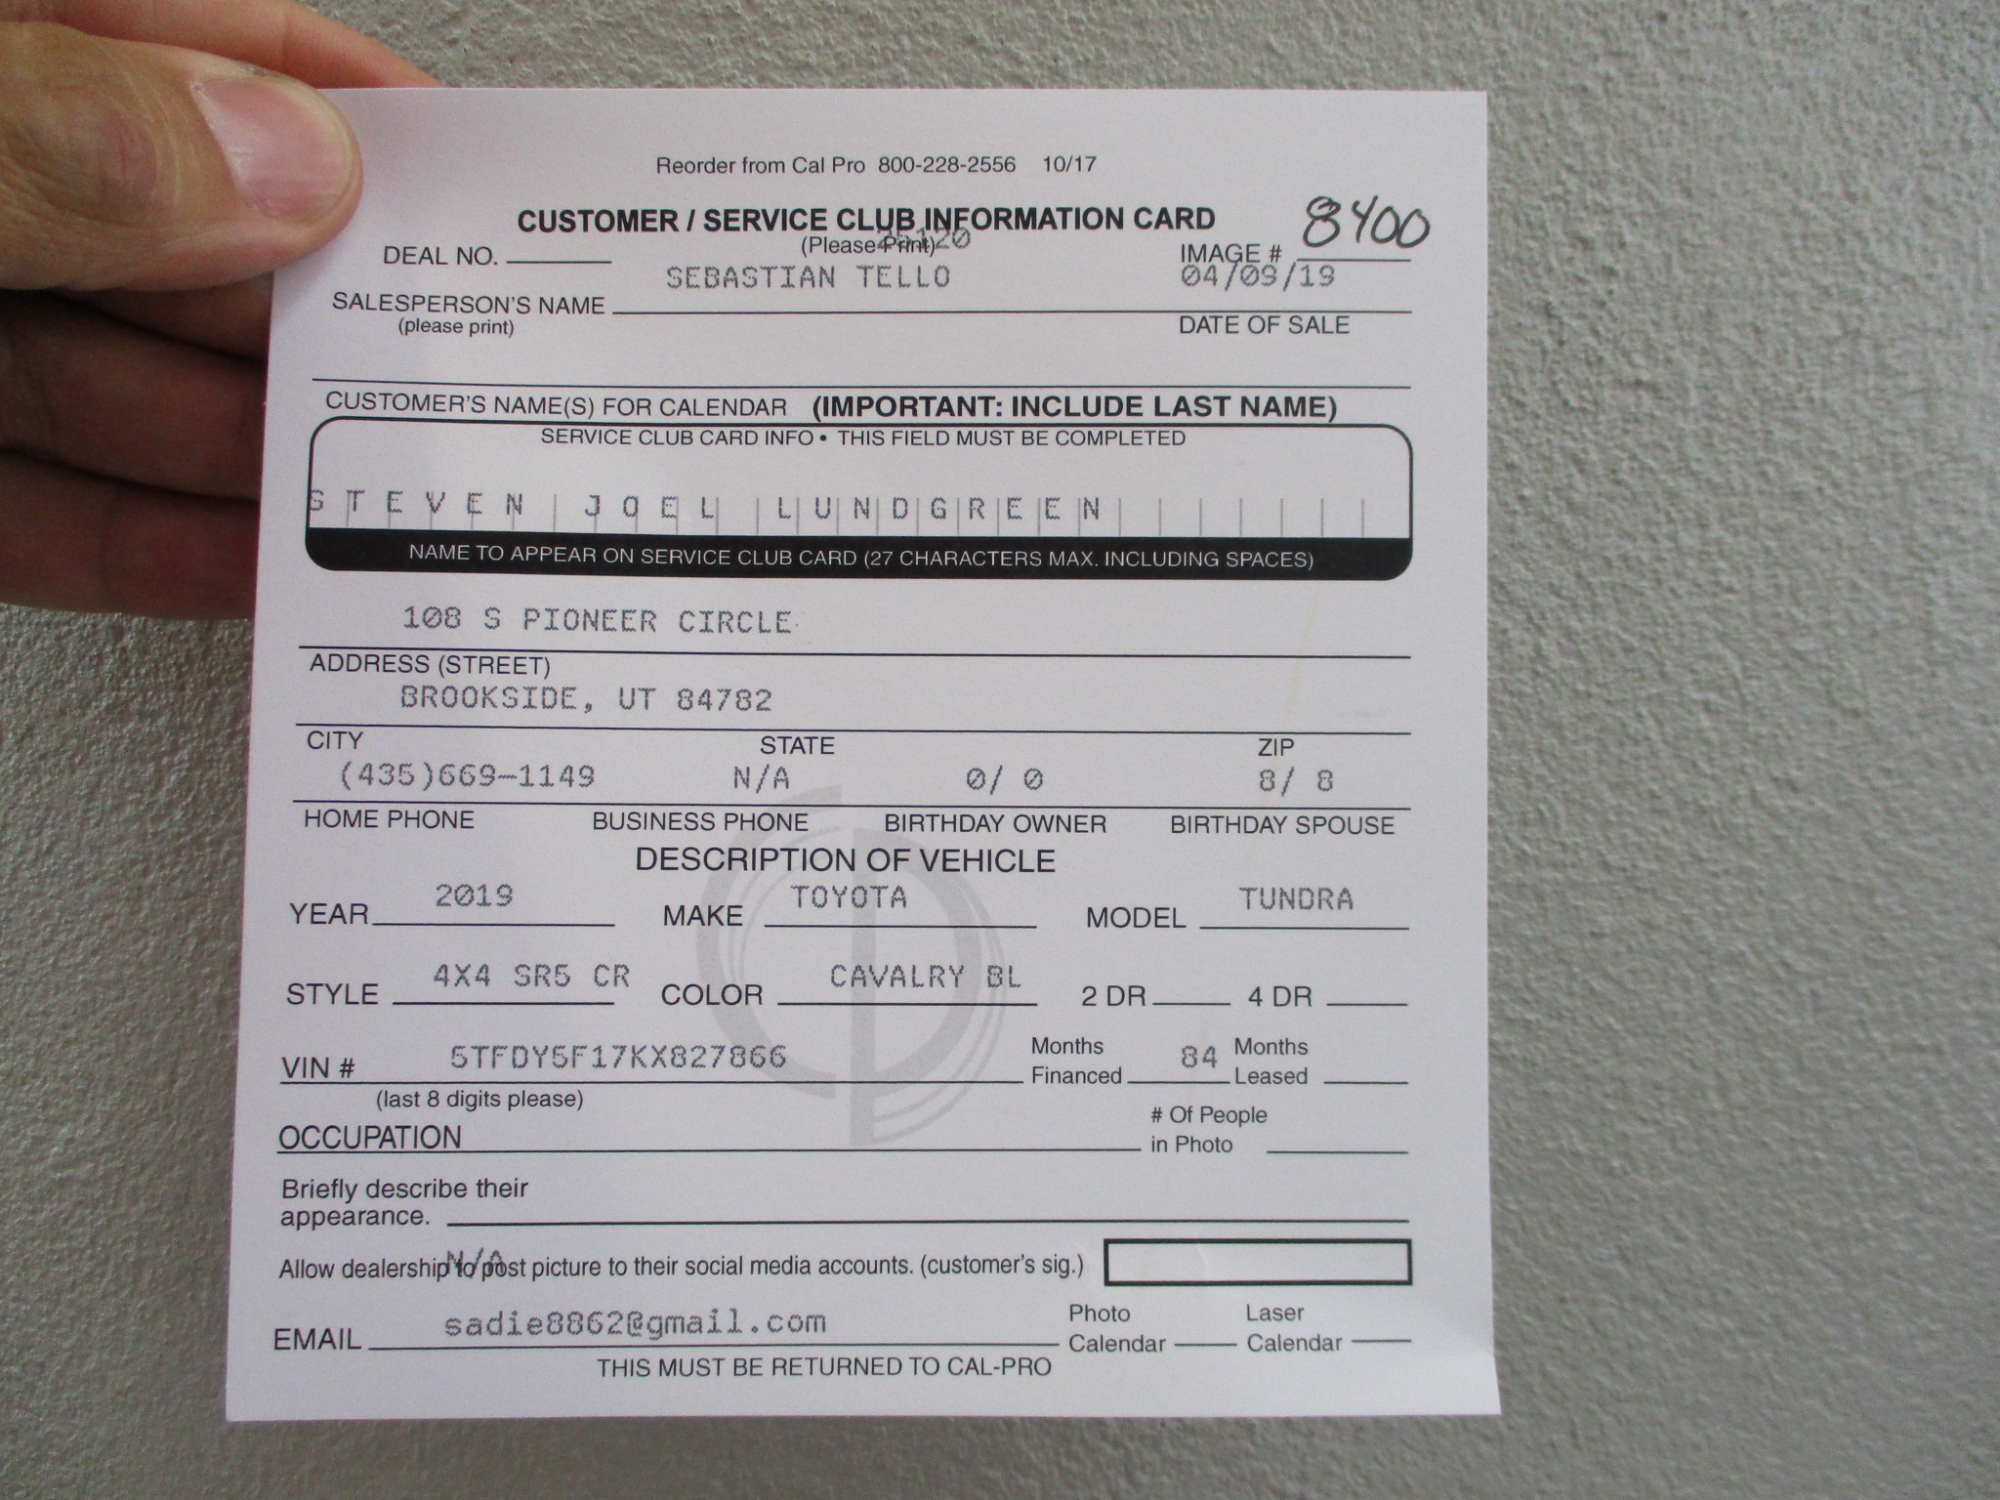 Reorder from Cal Pro 800-228-2556 10/17
CUSTOMER / SERVICE CLUB INFORMATION CARD 8400
(Please Print)
DEAL NO. IMAGE #
SEBASTIAN TELLO 04/09/19
SALESPERSON'S NAME
(please print) DATE OF SALE
CUSTOMER'S NAME(S) FOR CALENDAR (IMPORTANT: INCLUDE LAST NAME)
SERVICE CLUB CARD INFO • THIS FIELD MUST BE COMPLETED
STEVEN JOEL LUNDGREEN
NAME TO APPEAR ON SERVICE CLUB CARD (27 CHARACTERS MAX. INCLUDING SPACES)
108 S PIONEER CIRCLE
ADDRESS (STREET)
BROOKSIDE, UT 84782
CITY STATE ZIP
(435)669-1149 N/A 0/ 0 8/ 8
HOME PHONE BUSINESS PHONE BIRTHDAY OWNER BIRTHDAY SPOUSE
DESCRIPTION OF VEHICLE
YEAR 2019 MAKE TOYOTA MODEL TUNDRA
STYLE 4X4 SR5 CR COLOR CAVALRY BL 2 DR 4 DR
VIN # 5TFDY5F17KX827866 Months Financed 84 Months Leased
(last 8 digits please)
OCCUPATION # Of People in Photo
Briefly describe their
appearance.
N/A
Allow dealership to post picture to their social media accounts. (customer's sig.)
EMAIL sadie8862@gmail.com Photo Calendar Laser Calendar
THIS MUST BE RETURNED TO CAL-PRO